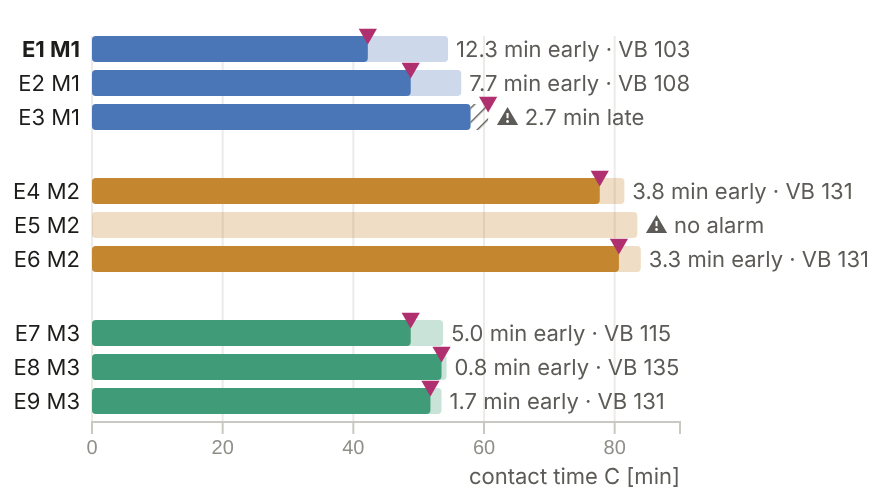 E1 M1 12.3 min early · VB 103
E2 M1 7.7 min early · VB 108
E3 M1 2.7 min late
E4 M2 3.8 min early · VB 131
E5 M2 no alarm
E6 M2 3.3 min early · VB 131
E7 M3 5.0 min early · VB 115
E8 M3 0.8 min early · VB 135
E9 M3 1.7 min early · VB 131
0 20 40 60 80
contact time C [min]